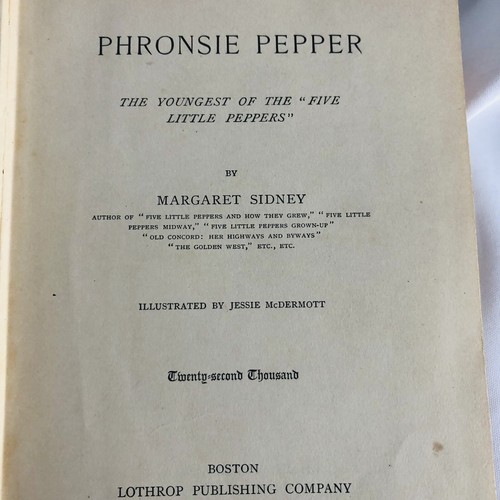 PHRONSIE PEPPER
THE YOUNGEST OF THE "FIVE
LITTLE PEPPERS"
BY
MARGARET SIDNEY
AUTHOR OF "FIVE LITTLE PEPPERS AND HOW THEY GREW," "FIVE LITTLE
PEPPERS MIDWAY," "FIVE LITTLE PEPPERS GROWN-UP"
"OLD CONCORD: HER HIGHWAYS AND BYWAYS"
"THE GOLDEN WEST," ETC., ETC.
ILLUSTRATED BY JESSIE McDERMOTT
Twenty-second Thousand
BOSTON
LOTHROP PUBLISHING COMPANY